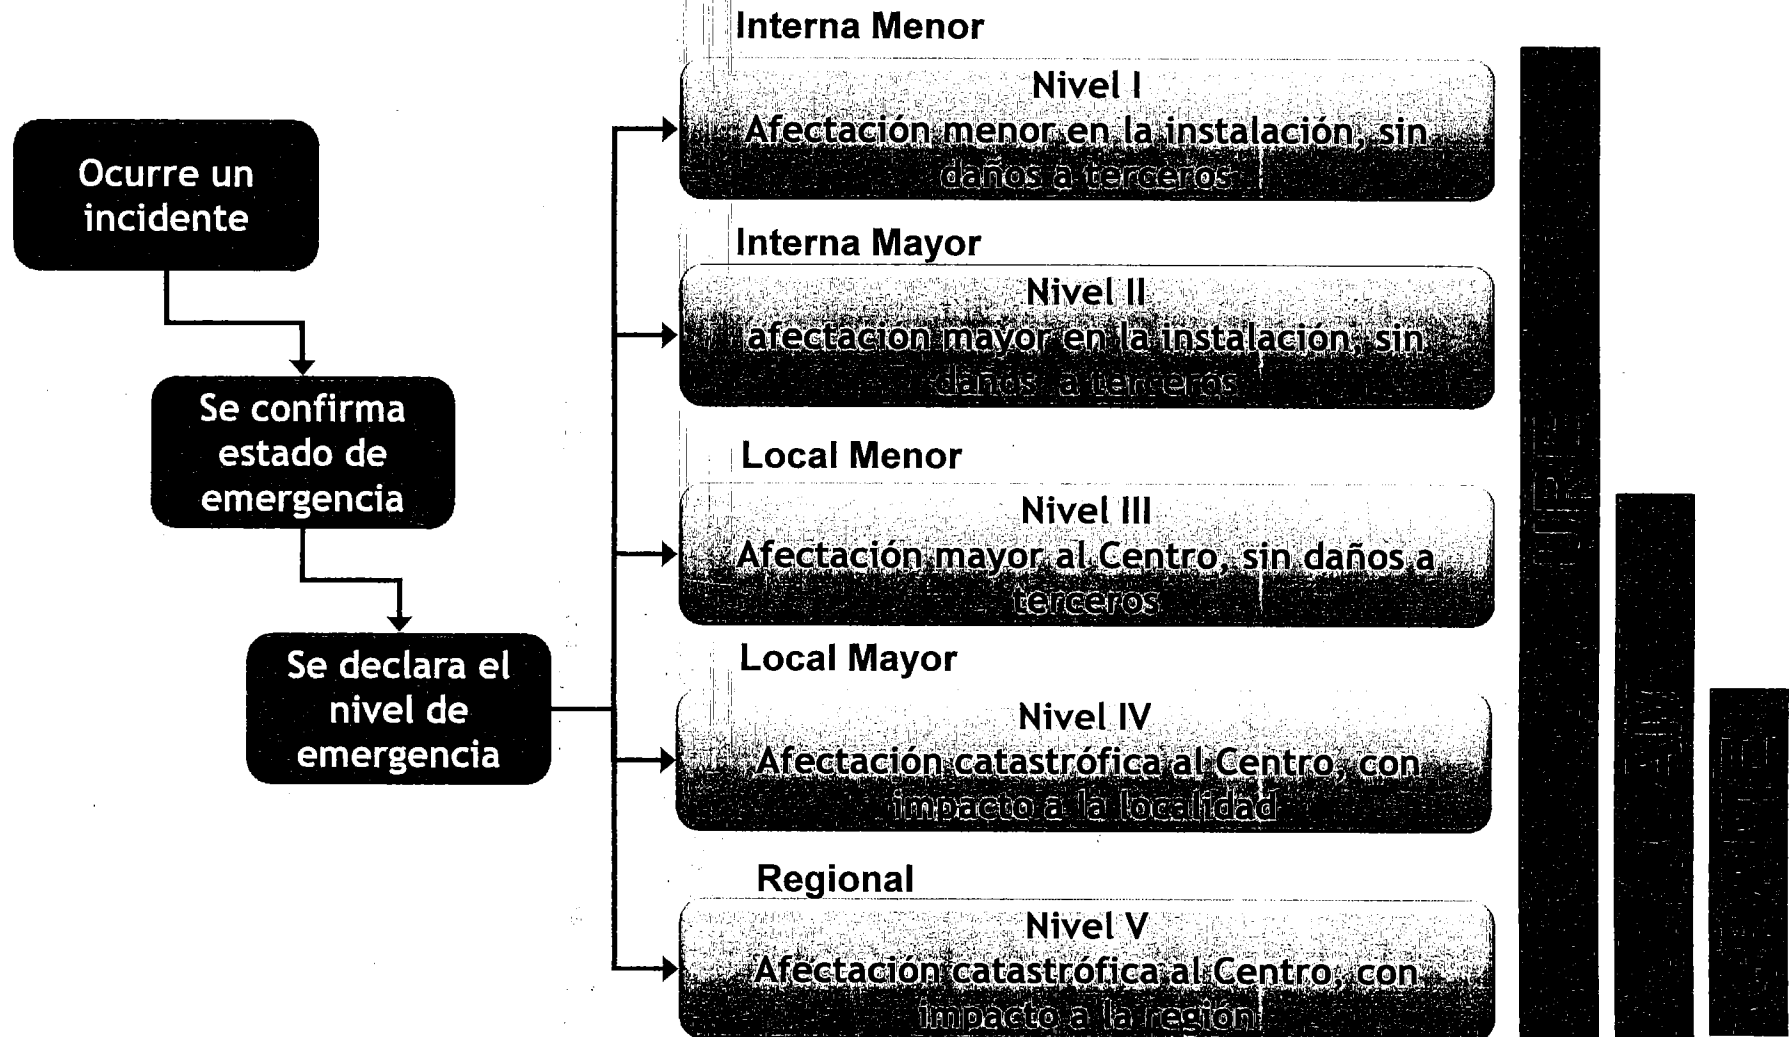 Ocurre un
incidente
Se confirma
estado de
emergencia
Se declara el
nivel de
emergencia
Interna Menor
Nivel I
Afectación menor en la instalación, sin
daños a terceros
Interna Mayor
Nivel II
afectación mayor en la instalación, sin
daños a terceros
Local Menor
Nivel III
Afectación mayor al Centro, sin daños a
terceros
Local Mayor
Nivel IV
Afectación catastrófica al Centro, con
impacto a la localidad
Regional
Nivel V
Afectación catastrófica al Centro, con
impacto a la región